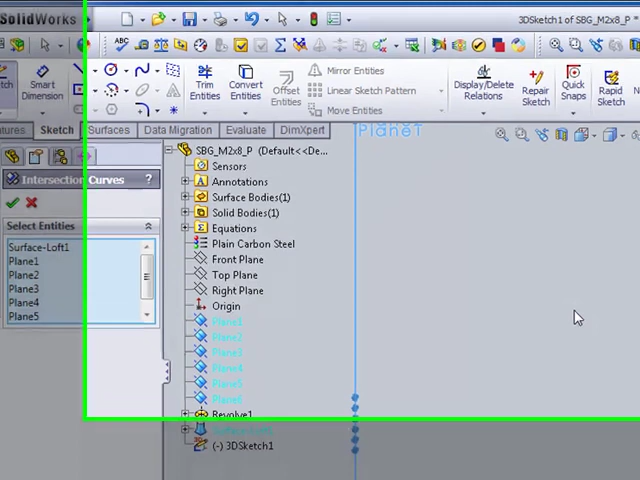 SolidWorks
3DSketch1 of SBG_M2x8_P *
Smart Dimension
Trim Entities
Convert Entities
Offset Entities
Mirror Entities
Linear Sketch Pattern
Move Entities
Display/Delete Relations
Repair Sketch
Quick Snaps
Rapid Sketch
Sketch
Surfaces
Data Migration
Evaluate
DimXpert
Intersection Curves
?
Select Entities
Surface-Loft1
Plane1
Plane2
Plane3
Plane4
Plane5
SBG_M2x8_P (Default<<De...
Sensors
Annotations
Surface Bodies(1)
Solid Bodies(1)
Equations
Plain Carbon Steel
Front Plane
Top Plane
Right Plane
Origin
Plane1
Plane2
Plane3
Plane4
Plane5
Plane6
Revolve1
(-) 3DSketch1